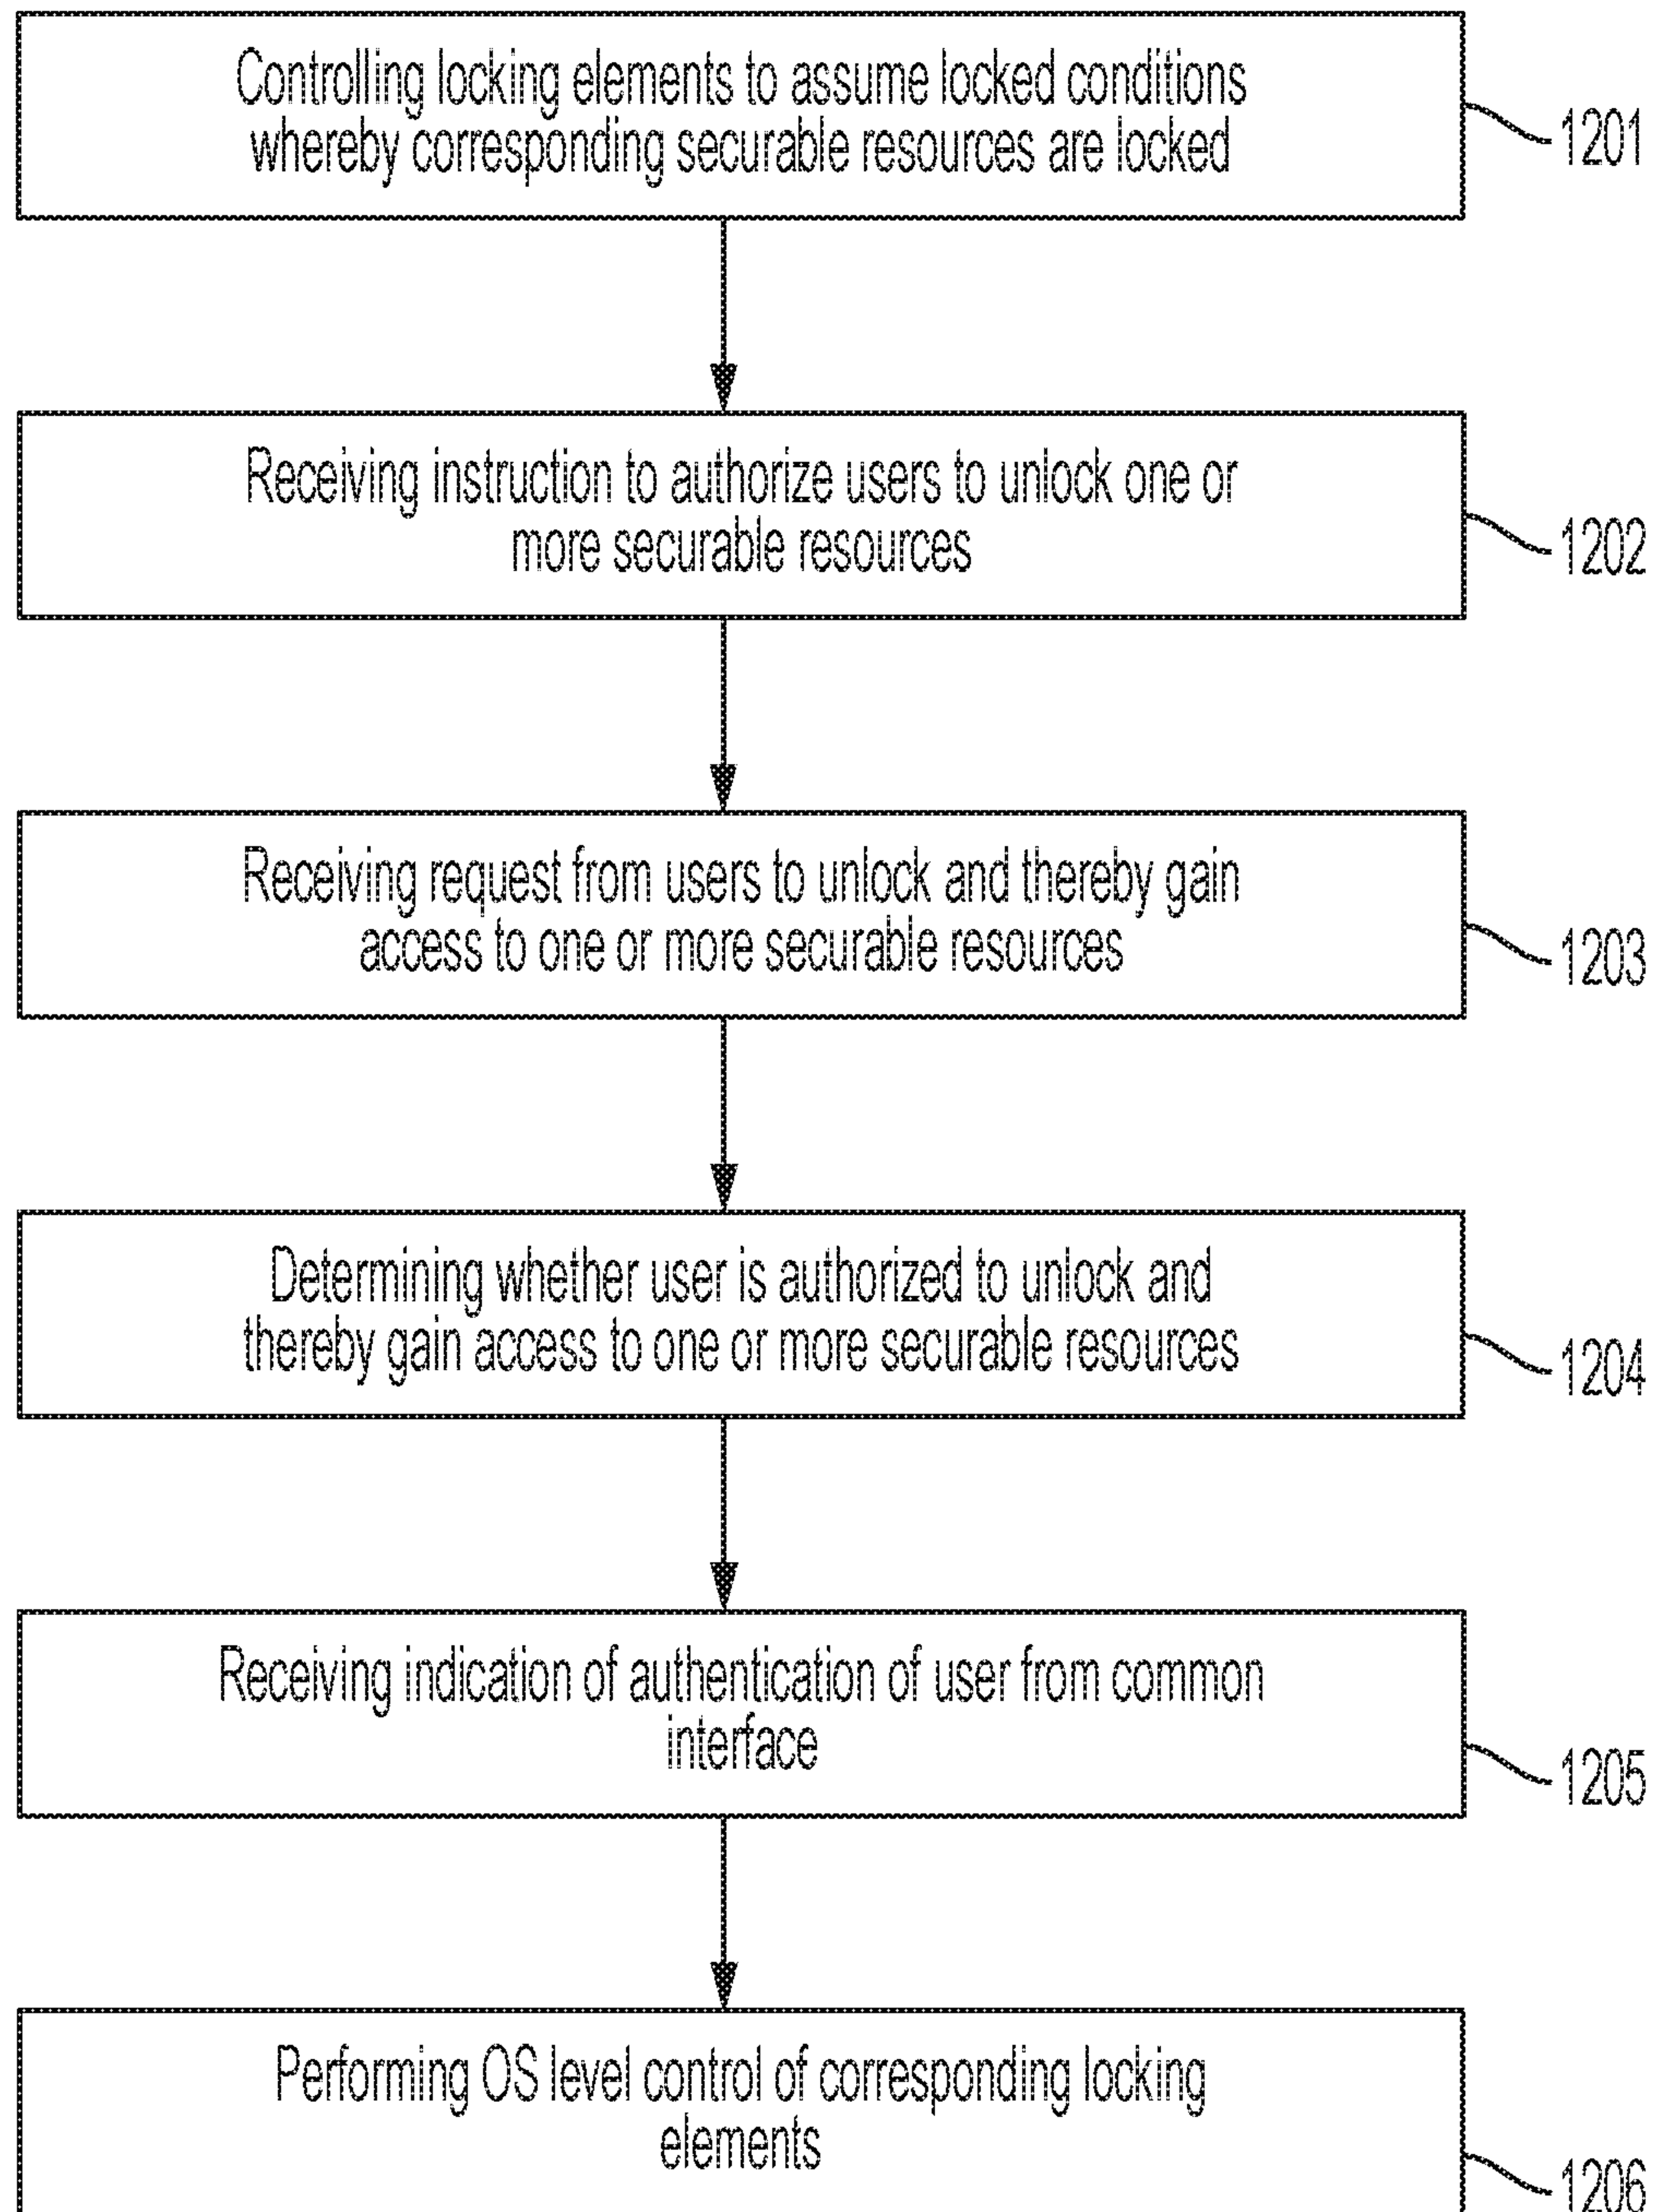 Controlling locking elements to assume locked conditions
whereby corresponding securable resources are locked
1201
Receiving instruction to authorize users to unlock one or
more securable resources
1202
Receiving request from users to unlock and thereby gain
access to one or more securable resources
1203
Determining whether user is authorized to unlock and
thereby gain access to one or more securable resources
1204
Receiving indication of authentication of user from common
interface
1205
Performing OS level control of corresponding locking
elements
1206